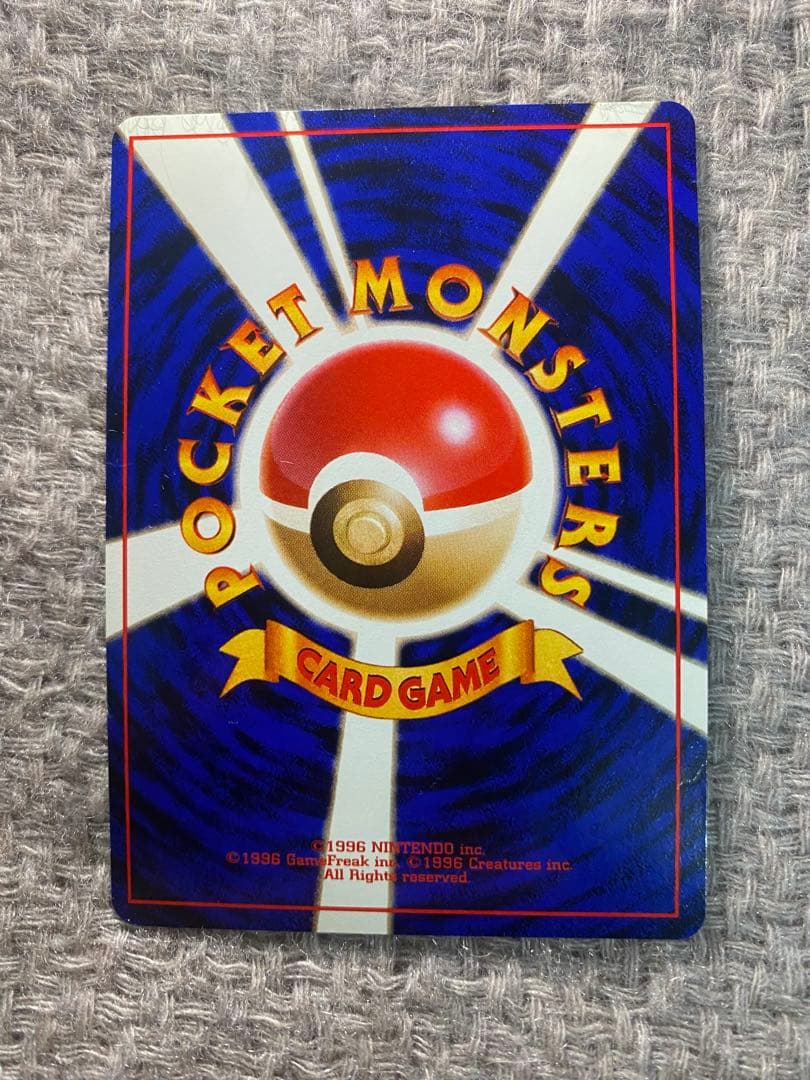 POCKET MONSTERS
CARD GAME
©1996 NINTENDO inc.
©1996 GameFreak inc. ©1996 Creatures inc.
All Rights reserved.